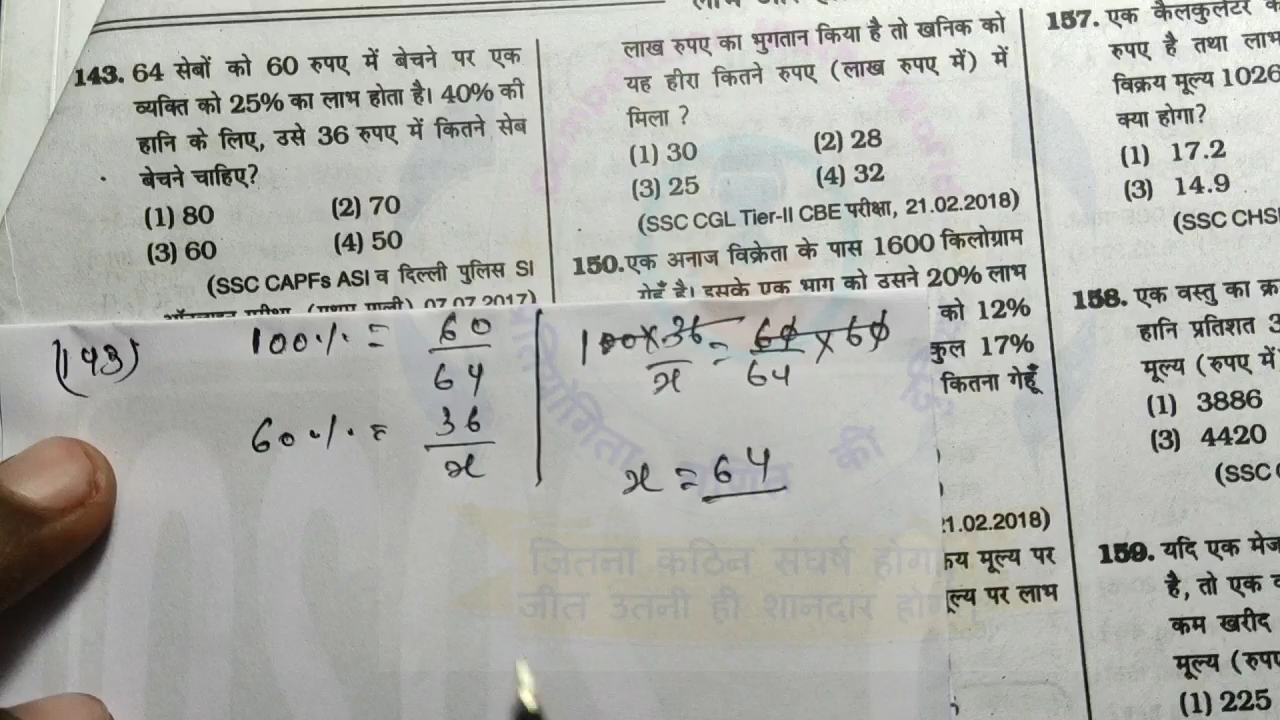 143. 64 सेबों को 60 रुपए में बेचने पर एक
व्यक्ति को 25% का लाभ होता है। 40% की
हानि के लिए, उसे 36 रुपए में कितने सेब
बेचने चाहिए?
(1) 80 (2) 70
(3) 60 (4) 50
(SSC CAPFs ASI व दिल्ली पुलिस SI
07.07.2017)
लाख रुपए का भुगतान किया है तो खनिक को
यह हीरा कितने रुपए (लाख रुपए में) में
मिला ?
(1) 30 (2) 28
(3) 25 (4) 32
(SSC CGL Tier-II CBE परीक्षा, 21.02.2018)
150. एक अनाज विक्रेता के पास 1600 किलोग्राम
गेहूँ है। इसके एक भाग को उसने 20% लाभ
को 12%
कुल 17%
कितना गेहूँ
21.02.2018)
क्रय मूल्य पर
मूल्य पर लाभ
157. एक कैलकुलेटर
रुपए है तथा लाभ
विक्रय मूल्य 1026
क्या होगा?
(1) 17.2
(3) 14.9
(SSC CHS
158. एक वस्तु का क्र
हानि प्रतिशत 3
मूल्य (रुपए में
(1) 3886
(3) 4420
(SSC
159. यदि एक मेज
है, तो एक
कम खरीद
मूल्य (रुपए
(1) 225
(143) 100% = 60/64
60% = 36/x
100×36/x = 60/64 × 60
x = 64
जितना कठिन संघर्ष होगा
जीत उतनी ही शानदार होगी